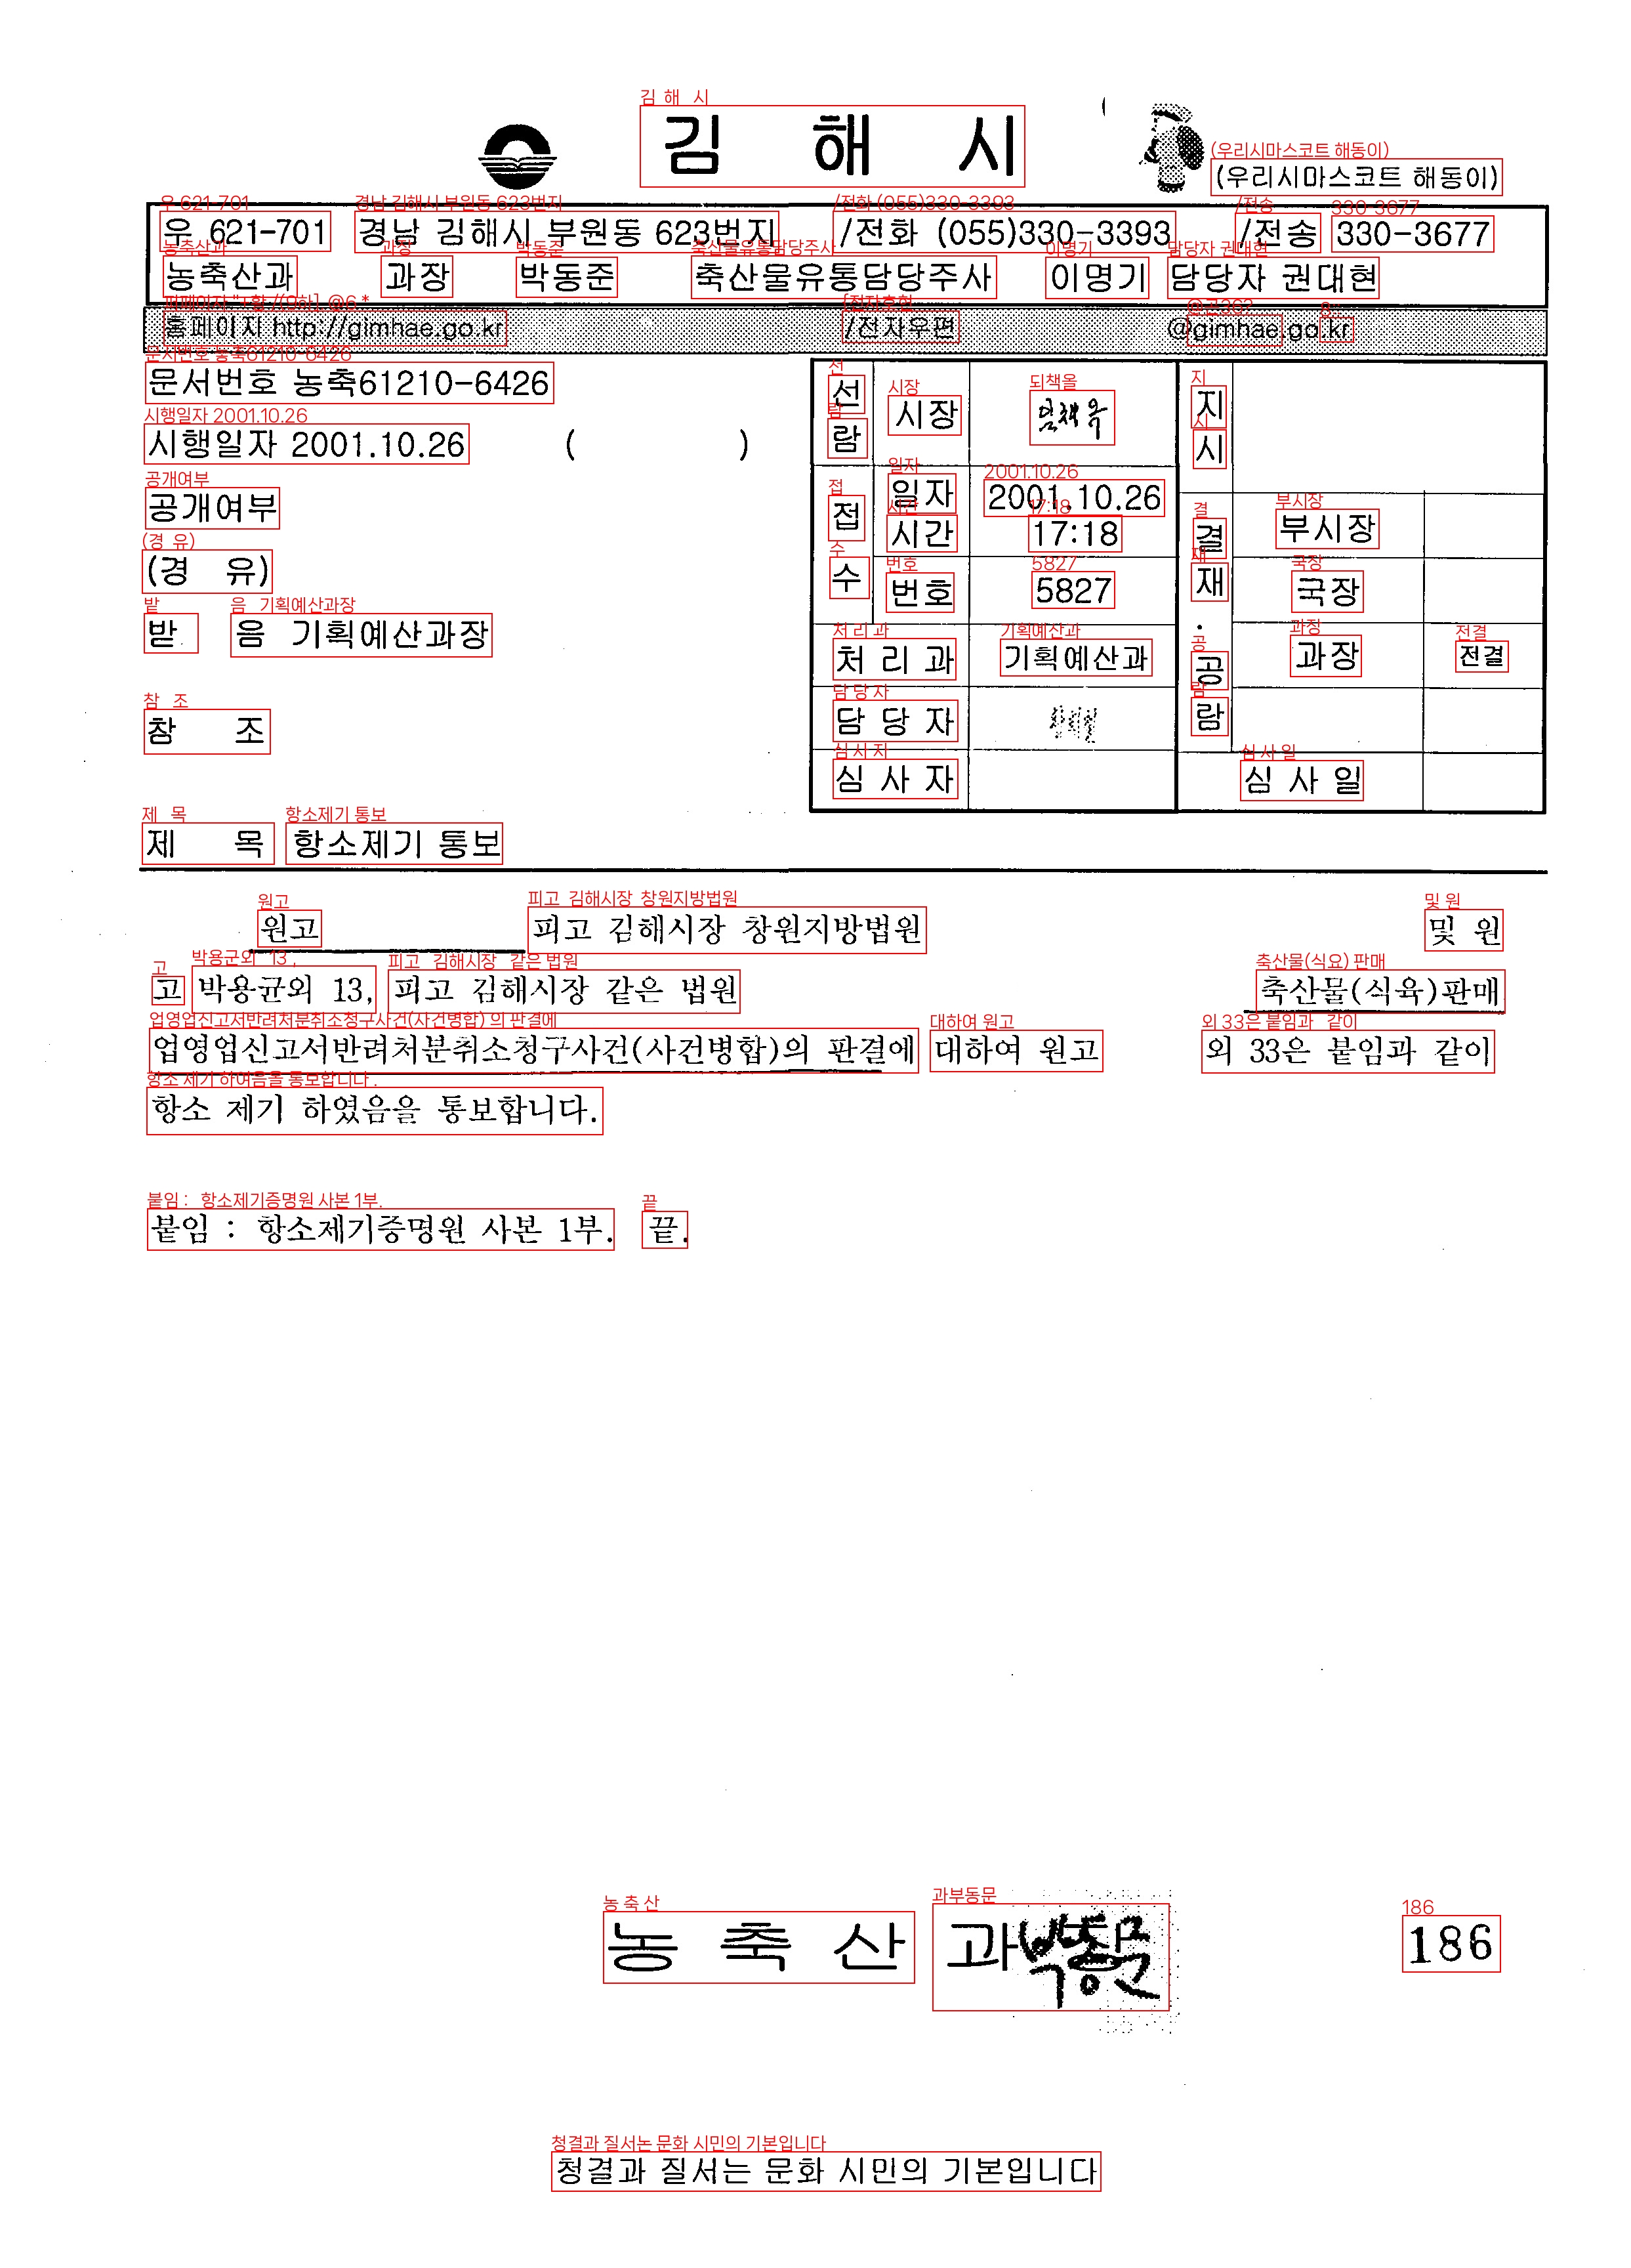 김 해 시
(우리시마스코트 해동이)
우 621-701 경남 김해시 부원동 623번지 /전화 (055)330-3393 /전송 330-3677
농축산과 과장 박동준 축산물유통담당주사 이명기 담당자 권대현
홈페이지 http://gimhae.go.kr /전자우편 @gimhae.go.kr
문서번호 농축61210-6426
시행일자 2001.10.26 ( )
공개여부
(경 유)
받 음 기획예산과장
참 조
선람 시장
지시
접수 일자 2001.10.26
시간 17:18
번호 5827
처 리 과 기획예산과
담 당 자
심 사 자
결재·공람 부시장
국장
과장 전결
심 사 일
제 목 항소제기 통보
원고 피고 김해시장 창원지방법원 및 원
고 박용균외 13, 피고 김해시장 같은 법원 축산물(식육)판매
업영업신고서반려처분취소청구사건(사건병합)의 판결에 대하여 원고 외 33은 붙임과 같이
항소 제기 하였음을 통보합니다.
붙임 : 항소제기증명원 사본 1부. 끝.
농 축 산 과
186
청결과 질서는 문화 시민의 기본입니다